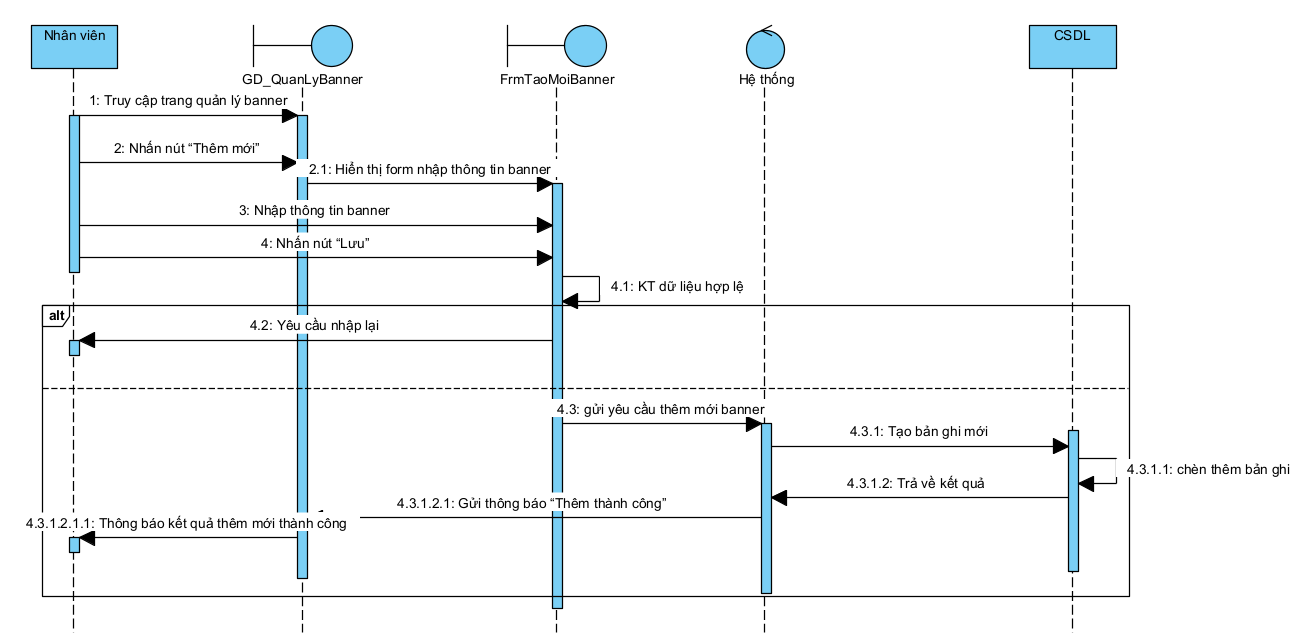 Nhân viên
GD_QuanLyBanner
FrmTaoMoiBanner
Hệ thống
CSDL
1: Truy cập trang quản lý banner
2: Nhấn nút “Thêm mới”
2.1: Hiển thị form nhập thông tin banner
3: Nhập thông tin banner
4: Nhấn nút “Lưu”
4.1: KT dữ liệu hợp lệ
alt
4.2: Yêu cầu nhập lại
4.3: gửi yêu cầu thêm mới banner
4.3.1: Tạo bản ghi mới
4.3.1.1: chèn thêm bản ghi
4.3.1.2: Trả về kết quả
4.3.1.2.1: Gửi thông báo “Thêm thành công”
4.3.1.2.1.1: Thông báo kết quả thêm mới thành công